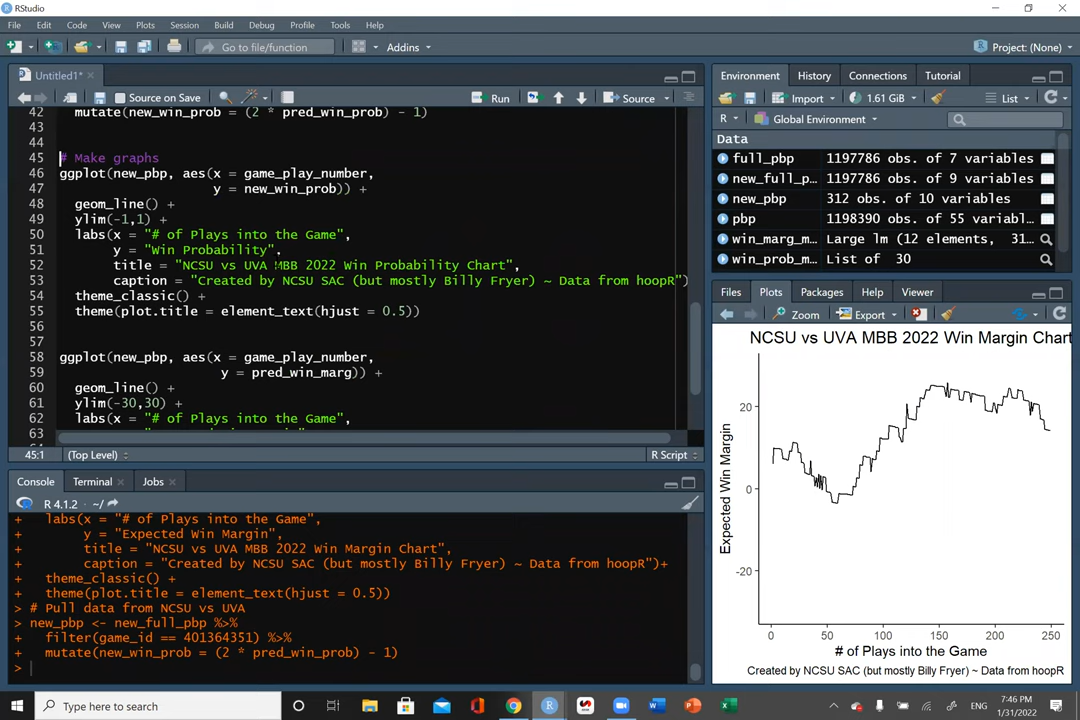 RStudio
File Edit Code View Plots Session Build Debug Profile Tools Help
Go to file/function Addins Project: (None)
Untitled1*
Source on Save Run Source
42 mutate(new_win_prob = (2 * pred_win_prob) - 1)
43
44
45 # Make graphs
46 ggplot(new_pbp, aes(x = game_play_number,
47 y = new_win_prob)) +
48 geom_line() +
49 ylim(-1,1) +
50 labs(x = "# of Plays into the Game",
51 y = "Win Probability",
52 title = "NCSU vs UVA MBB 2022 Win Probability Chart",
53 caption = "Created by NCSU SAC (but mostly Billy Fryer) ~ Data from hoopR")
54 theme_classic() +
55 theme(plot.title = element_text(hjust = 0.5))
56
57
58 ggplot(new_pbp, aes(x = game_play_number,
59 y = pred_win_marg)) +
60 geom_line() +
61 ylim(-30,30) +
62 labs(x = "# of Plays into the Game",
63
45:1 (Top Level) R Script
Console Terminal Jobs
R 4.1.2 · ~/
+ labs(x = "# of Plays into the Game",
+ y = "Expected Win Margin",
+ title = "NCSU vs UVA MBB 2022 Win Margin Chart",
+ caption = "Created by NCSU SAC (but mostly Billy Fryer) ~ Data from hoopR")+
+ theme_classic() +
+ theme(plot.title = element_text(hjust = 0.5))
> # Pull data from NCSU vs UVA
> new_pbp <- new_full_pbp %>%
+ filter(game_id == 401364351) %>%
+ mutate(new_win_prob = (2 * pred_win_prob) - 1)
>
Environment History Connections Tutorial
Import 1.61 GiB List
R Global Environment
Data
full_pbp 1197786 obs. of 7 variables
new_full_p… 1197786 obs. of 9 variables
new_pbp 312 obs. of 10 variables
pbp 1198390 obs. of 55 variabl…
win_marg_m… Large lm (12 elements, 31…
win_prob_m… List of 30
Files Plots Packages Help Viewer
Zoom Export
NCSU vs UVA MBB 2022 Win Margin Chart
20
0
-20
Expected Win Margin
0 50 100 150 200 250
# of Plays into the Game
Created by NCSU SAC (but mostly Billy Fryer) ~ Data from hoopR
Type here to search
ENG
7:46 PM
1/31/2022